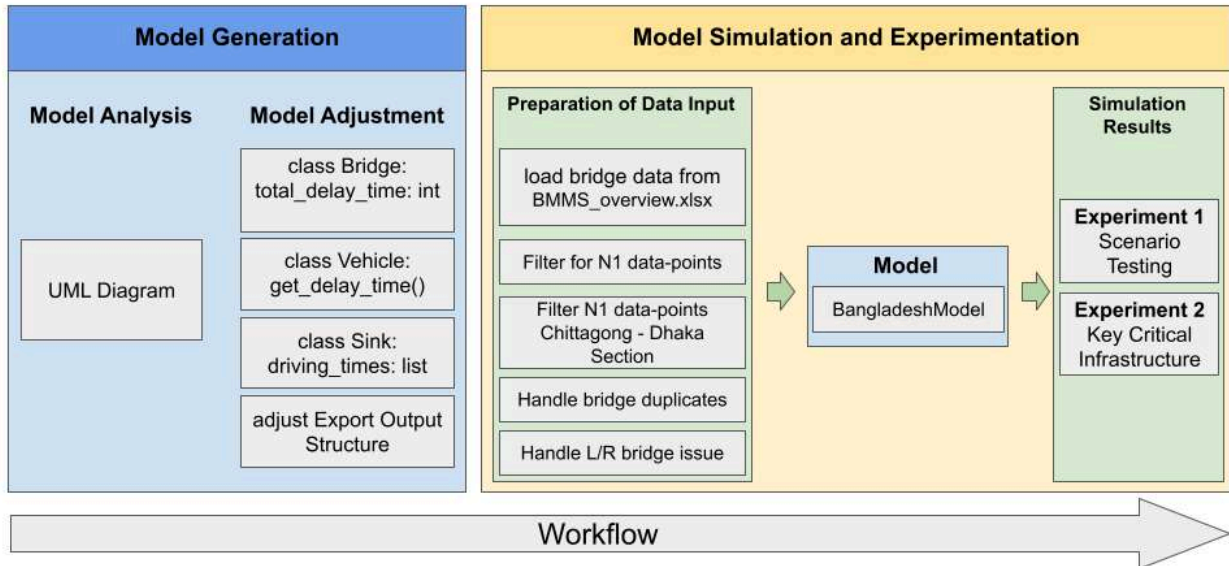 Model Generation
Model Analysis
UML Diagram
Model Adjustment
class Bridge:
total_delay_time: int
class Vehicle:
get_delay_time()
class Sink:
driving_times: list
adjust Export Output
Structure
Model Simulation and Experimentation
Preparation of Data Input
load bridge data from
BMMS_overview.xlsx
Filter for N1 data-points
Filter N1 data-points
Chittagong - Dhaka
Section
Handle bridge duplicates
Handle L/R bridge issue
Model
BangladeshModel
Simulation
Results
Experiment 1
Scenario
Testing
Experiment 2
Key Critical
Infrastructure
Workflow